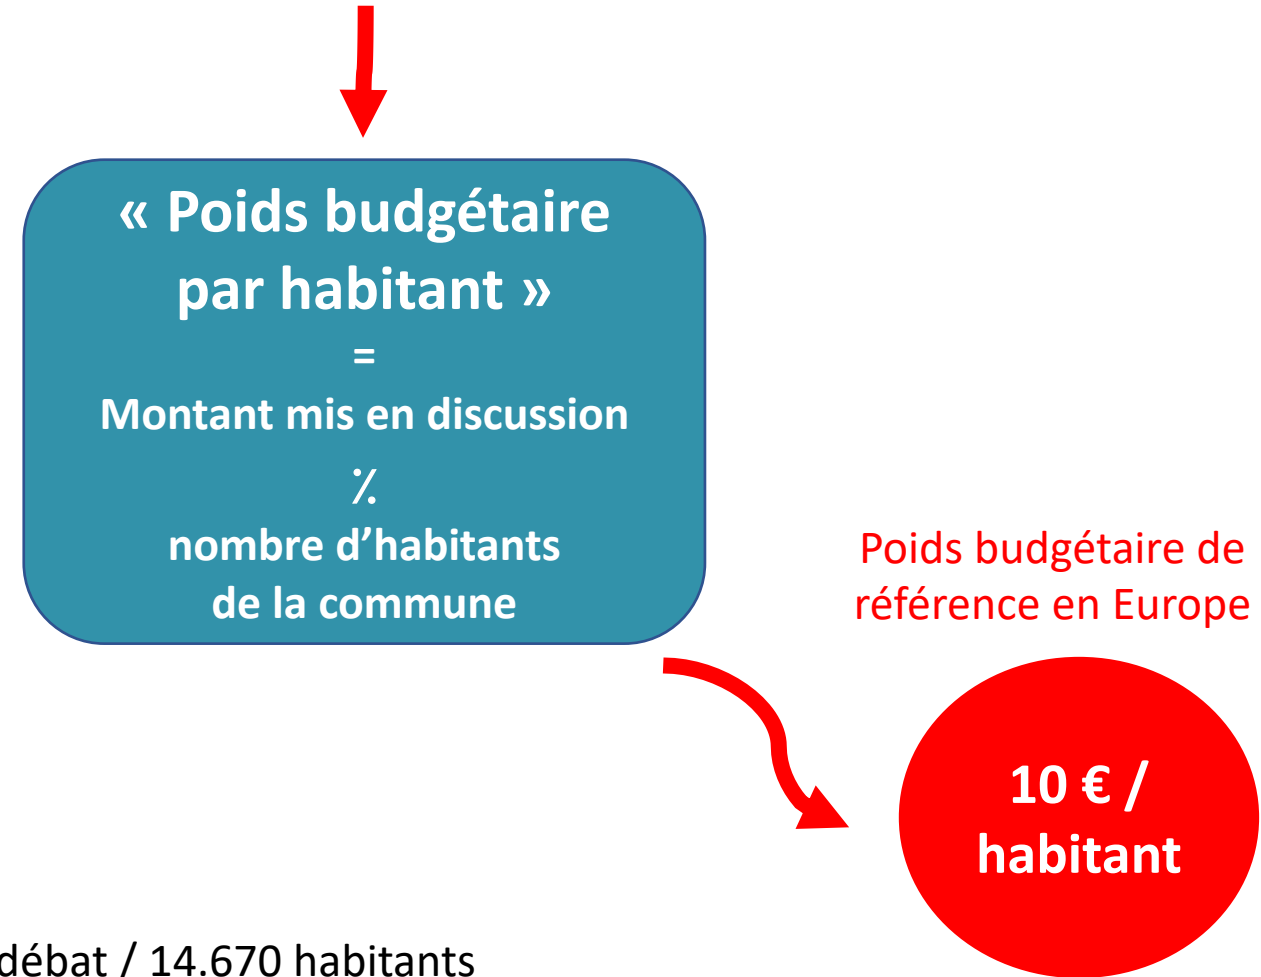 « Poids budgétaire
par habitant »
=
Montant mis en discussion
٪
nombre d’habitants
de la commune
Poids budgétaire de
référence en Europe
10 € /
habitant
débat / 14.670 habitants